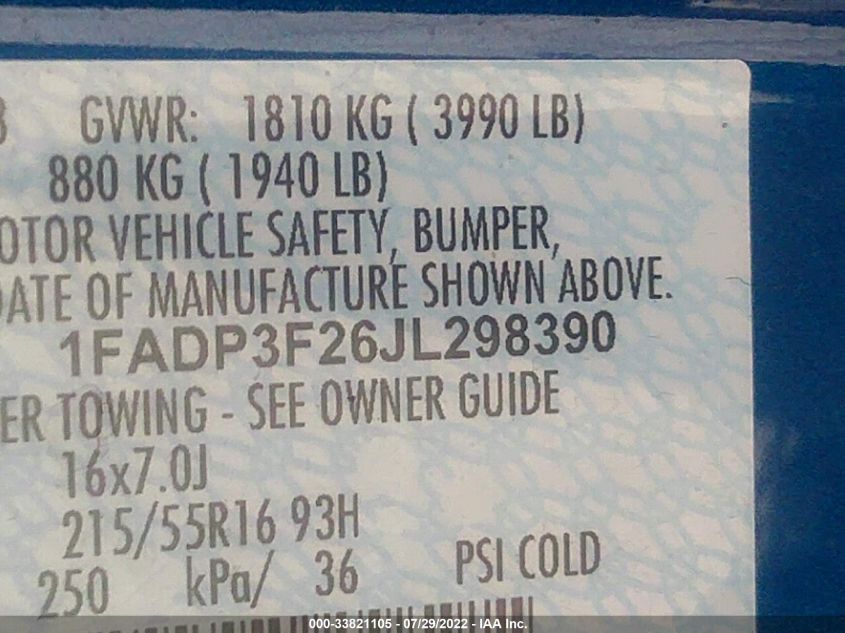 GVWR: 1810 KG ( 3990 LB)
880 KG ( 1940 LB)
OTOR VEHICLE SAFETY, BUMPER,
DATE OF MANUFACTURE SHOWN ABOVE.
1FADP3F26JL298390
ER TOWING - SEE OWNER GUIDE
16x7.0J
215/55R16 93H
250 kPa/ 36 PSI COLD
000-33821105 - 07/29/2022 - IAA Inc.